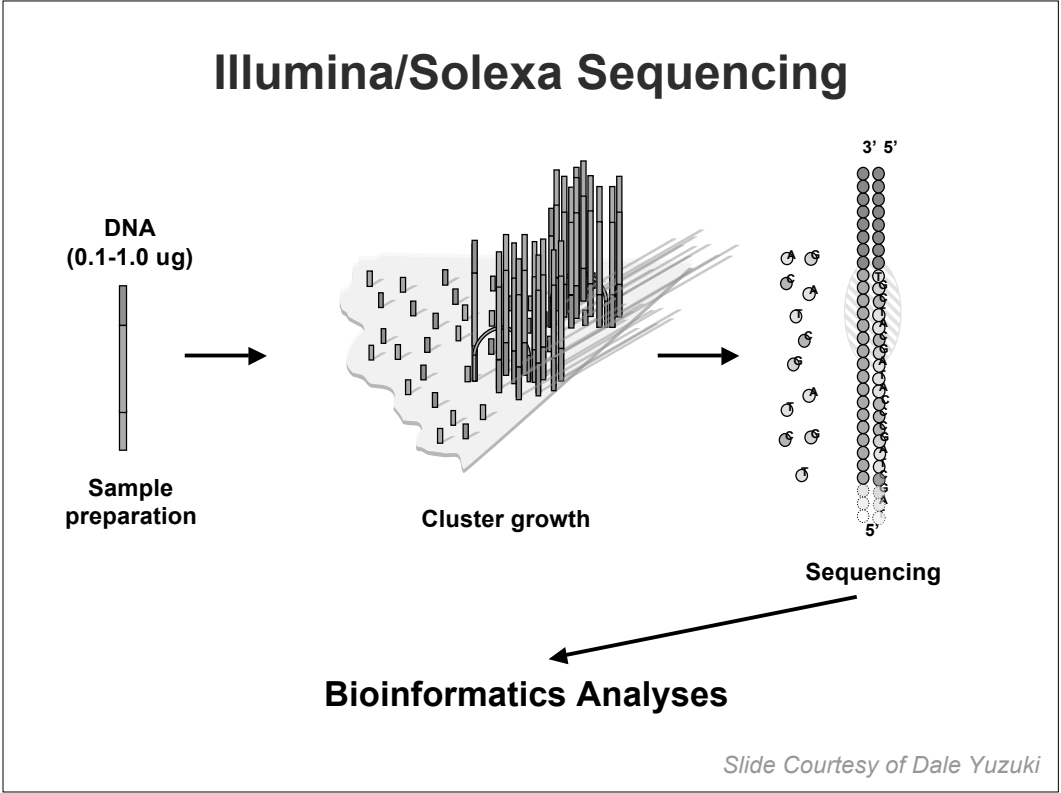 Illumina/Solexa Sequencing
3’ 5’
DNA
(0.1-1.0 ug)
A G
C
A
T
C
G
A
T
C G
T
T
G
C
T
A
C
G
A
T
A
C
C
C
G
A
T
C
G
A
5’
Sample
preparation
Cluster growth
Sequencing
Bioinformatics Analyses
Slide Courtesy of Dale Yuzuki